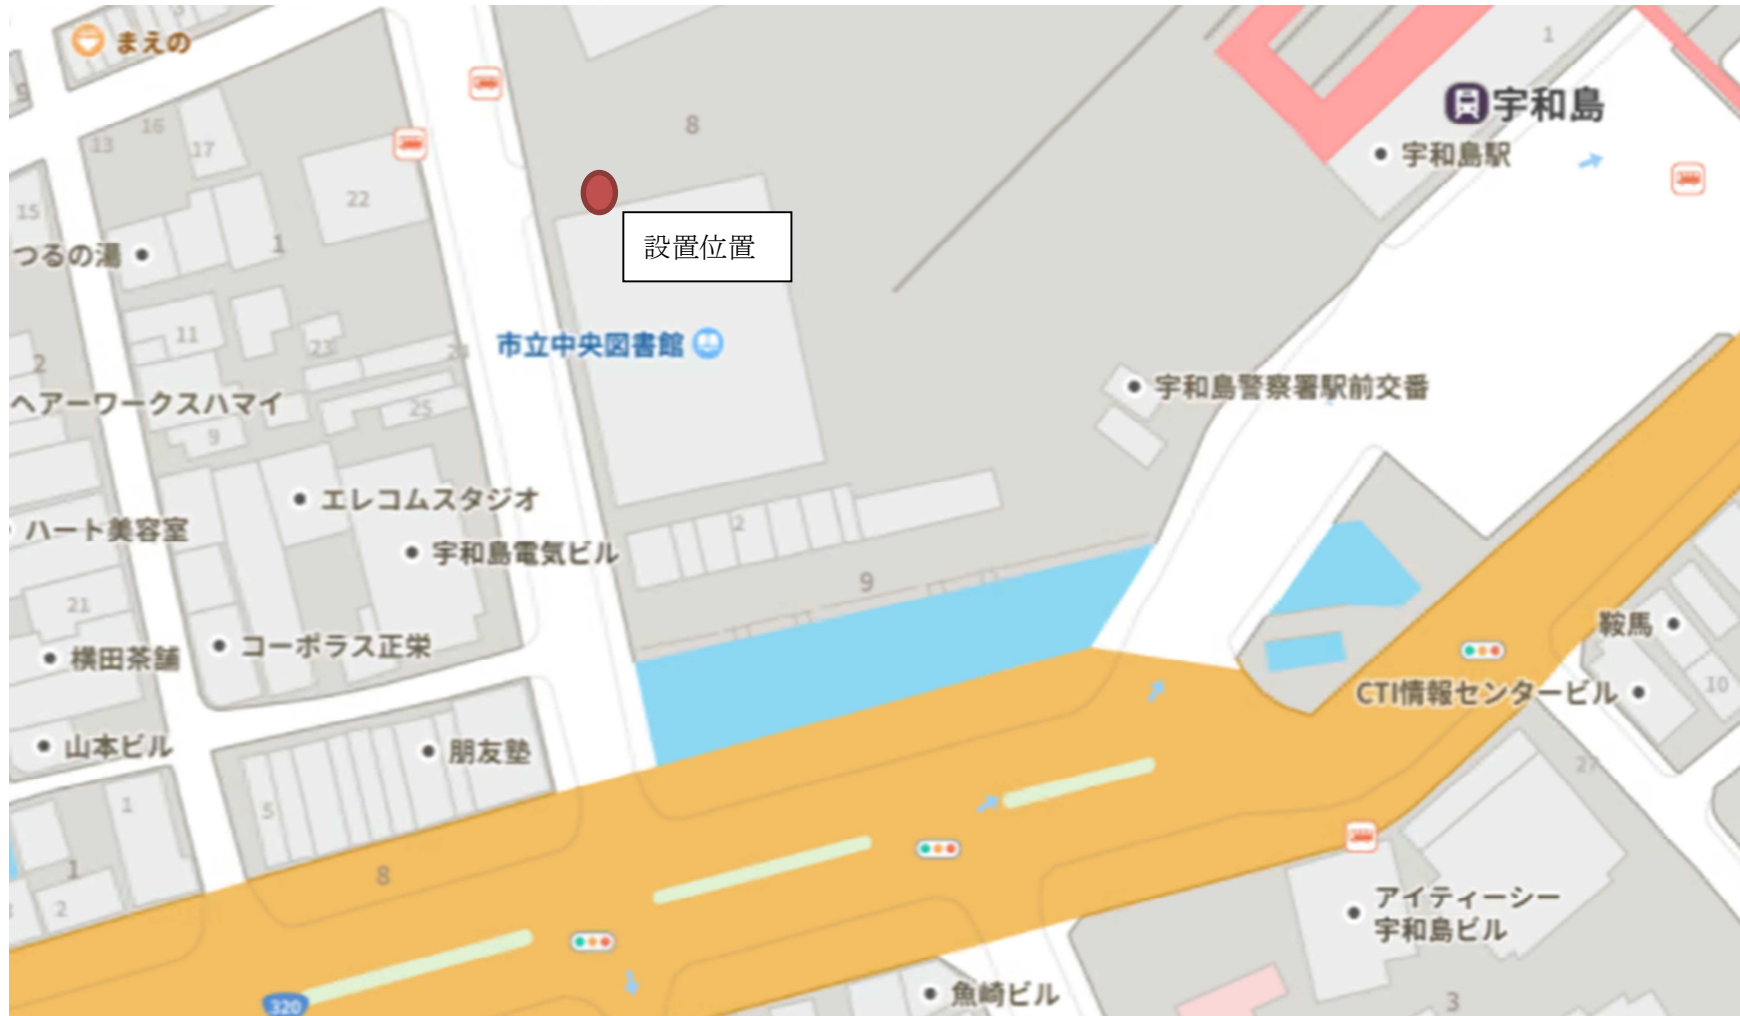 まえの
1
8
宇和島
宇和島駅
16
13
17
22
15
設置位置
つるの湯
1
11
23
24
市立中央図書館
2
宇和島警察署駅前交番
ヘアーワークスハマイ
25
9
エレコムスタジオ
2
ハート美容室
宇和島電気ビル
9
21
鞍馬
コーポラス正栄
横田茶舗
10
CTI情報センタービル
山本ビル
朋友塾
27
1
5
1
8
2
アイティーシー
宇和島ビル
魚崎ビル
3
320